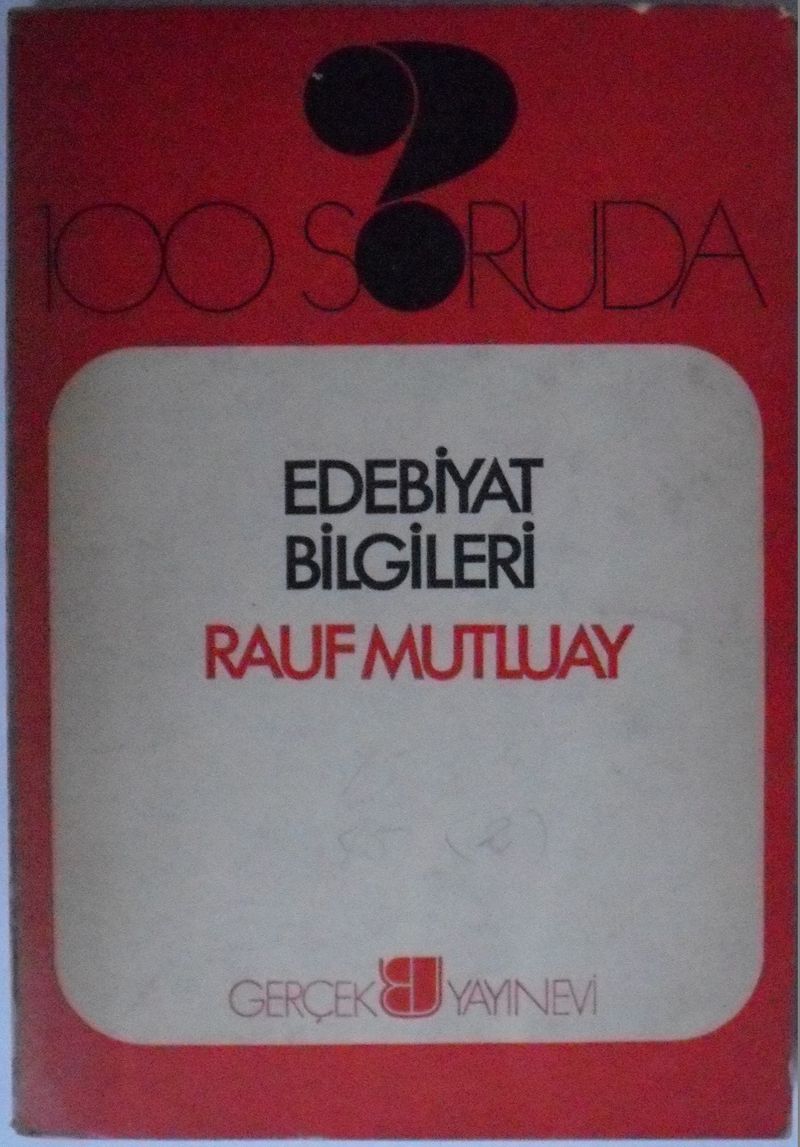 100 SORUDA
EDEBİYAT
BİLGİLERİ
RAUF MUTLUAY
GERÇEK YAYINEVİ